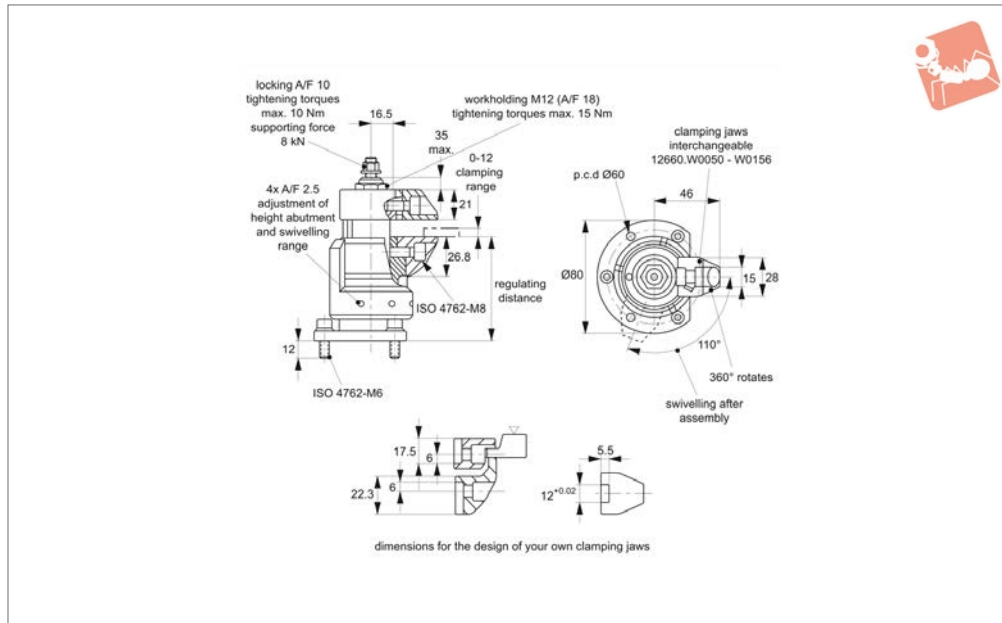 locking A/F 10
tightening torques
max. 10 Nm
supporting force
8 kN
16.5
workholding M12 (A/F 18)
tightening torques max. 15 Nm
35
max.
0-12
clamping
range
4x A/F 2.5
adjustment of
height abutment
and swivelling
range
21
26.8
regulating
distance
ISO 4762-M8
12
ISO 4762-M6
clamping jaws
interchangeable
12660.W0050 - W0156
p.c.d Ø60
46
Ø80
15
28
110°
360° rotates
swivelling after
assembly
17.5
6
22.3
6
5.5
12+0.02
dimensions for the design of your own clamping jaws